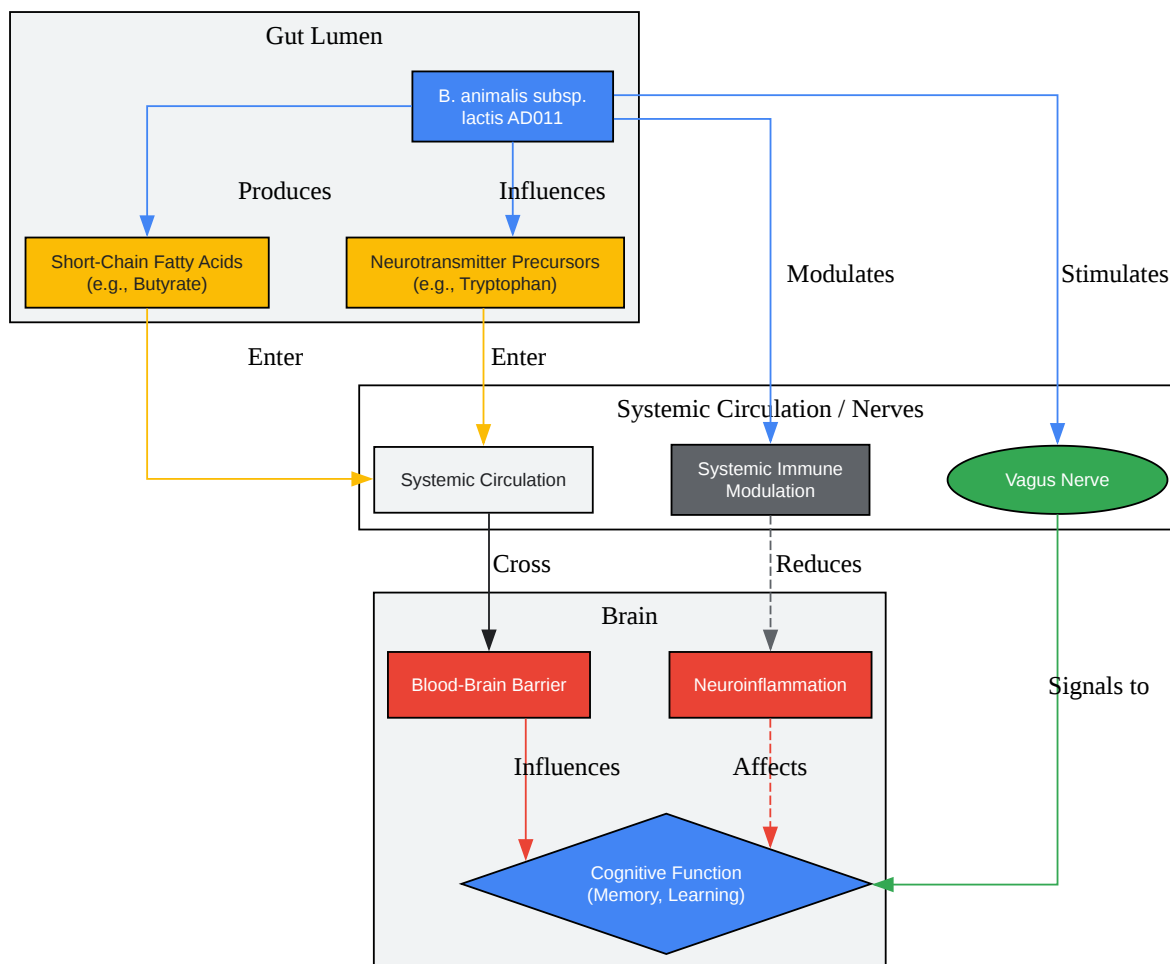 Gut Lumen
B. animalis subsp.
lactis AD011
Produces
Influences
Short-Chain Fatty Acids
(e.g., Butyrate)
Neurotransmitter Precursors
(e.g., Tryptophan)
Modulates
Stimulates
Enter
Enter
Systemic Circulation / Nerves
Systemic Circulation
Systemic Immune
Modulation
Vagus Nerve
Cross
Reduces
Brain
Blood-Brain Barrier
Neuroinflammation
Signals to
Influences
Affects
Cognitive Function
(Memory, Learning)